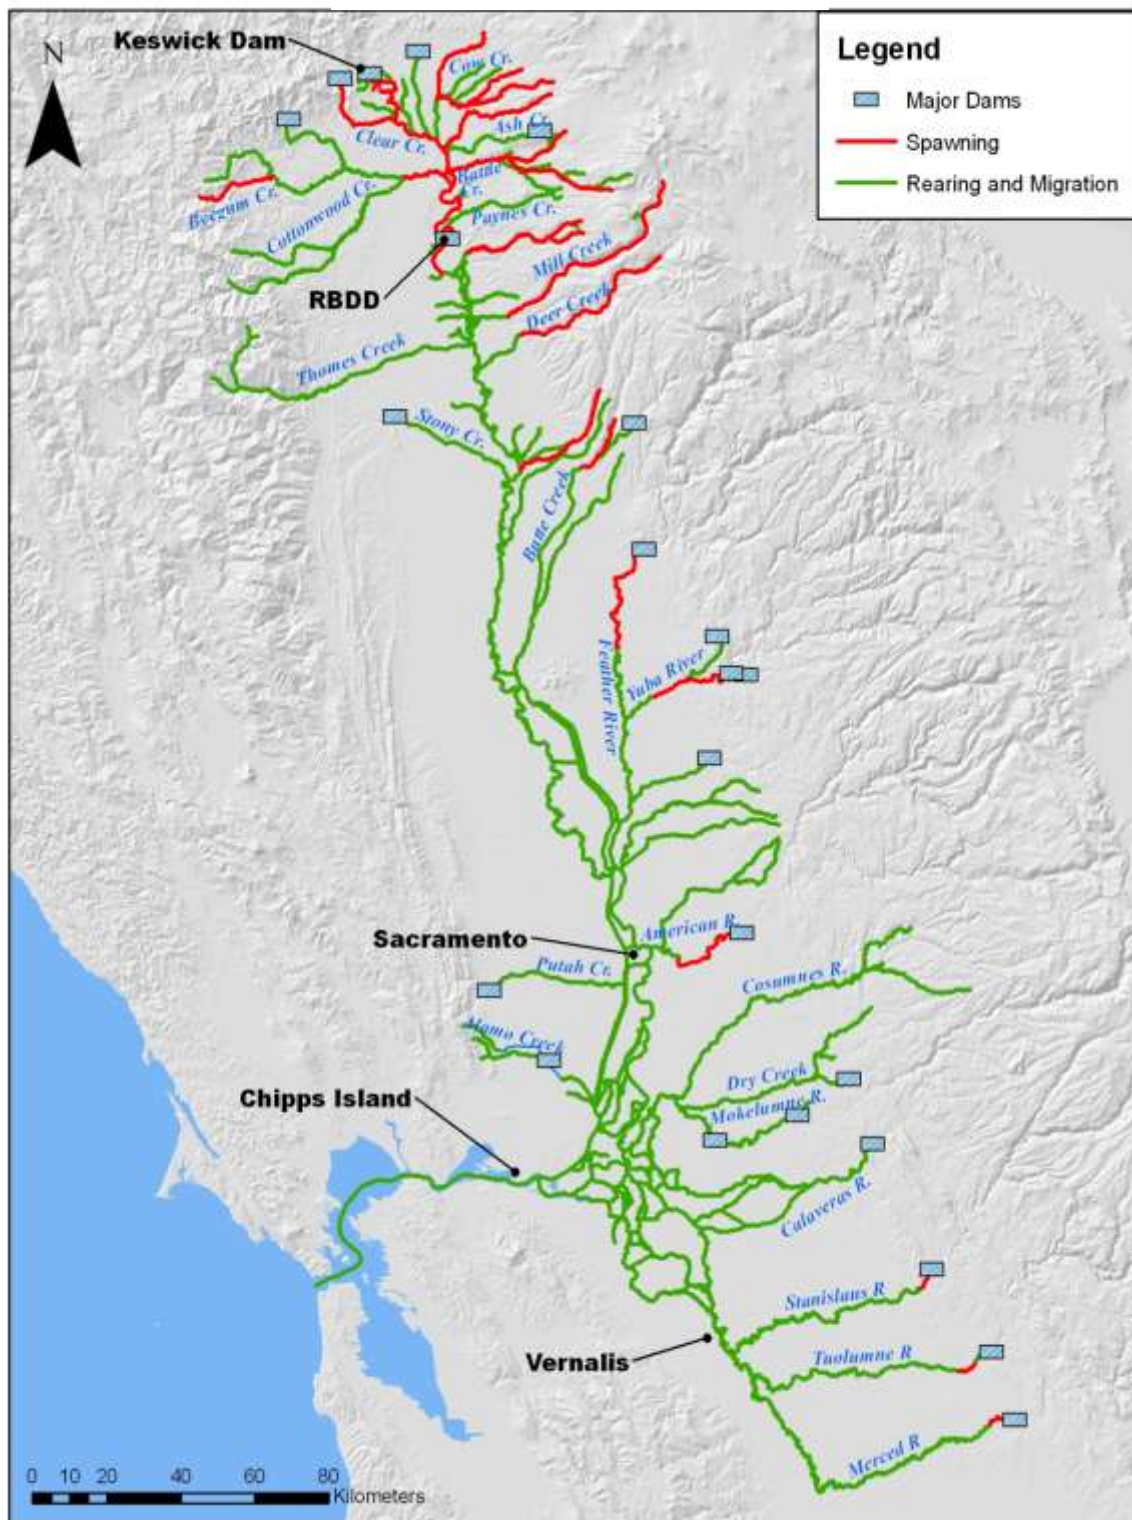 Legend
Major Dams
Spawning
Rearing and Migration
N
Keswick Dam
Cow Cr.
Ash Cr.
Clear Cr.
Battle
Cr.
Beegum Cr.
Cottonwood Cr.
Paynes Cr.
Mill Creek
RBDD
Deer Creek
Thomes Creek
Stony Cr.
Butte Creek
Feather River
Yuba River
American R.
Sacramento
Putah Cr.
Cosumnes R.
Alamo Creek
Dry Creek
Chipps Island
Mokelumne R.
Calaveras R.
Stanislaus R
Vernalis
Tuolumne R
Merced R
0 10 20 40 60 80
Kilometers